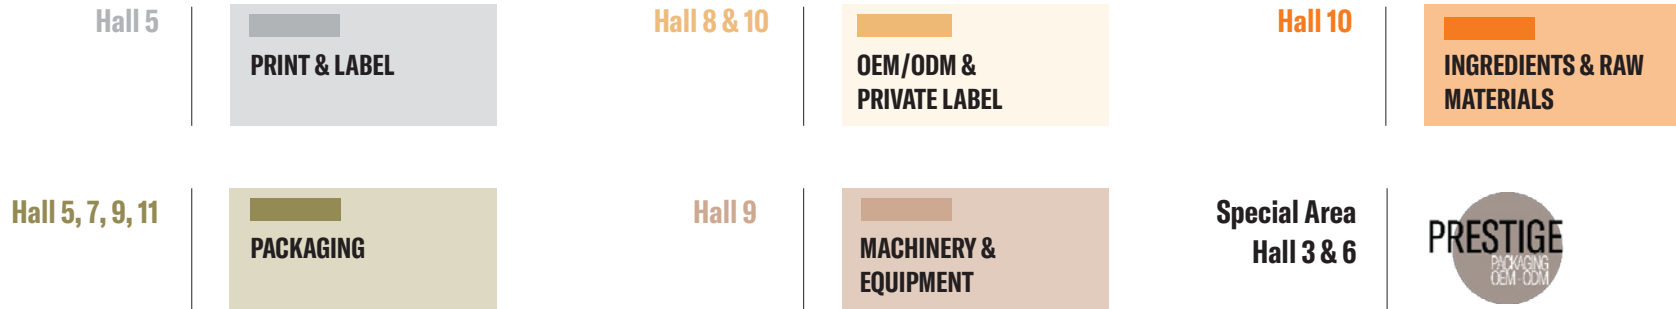 Hall 5
PRINT & LABEL
Hall 8 & 10
OEM/ODM &
PRIVATE LABEL
Hall 10
INGREDIENTS & RAW
MATERIALS
Hall 5, 7, 9, 11
PACKAGING
Hall 9
MACHINERY &
EQUIPMENT
Special Area
Hall 3 & 6
PRESTIGE
PACKAGING
OEM - ODM